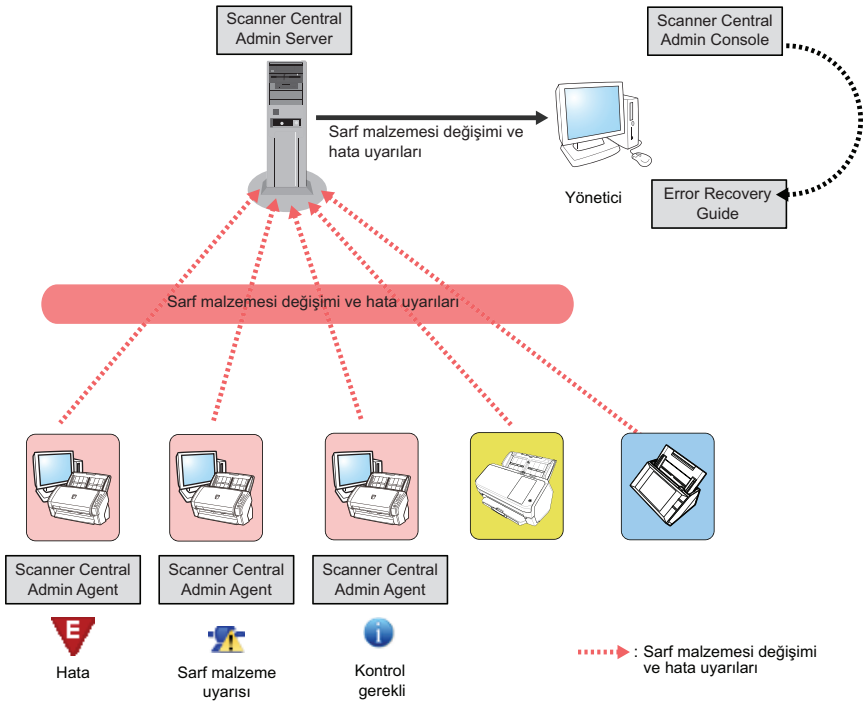 Scanner Central
Admin Server
Scanner Central
Admin Console
Sarf malzemesi değişimi ve
hata uyarıları
Yönetici
Error Recovery
Guide
Sarf malzemesi değişimi ve hata uyarıları
Scanner Central
Admin Agent
Scanner Central
Admin Agent
Scanner Central
Admin Agent
E
Hata
Sarf malzeme
uyarısı
i
Kontrol
gerekli
: Sarf malzemesi değişimi
ve hata uyarıları